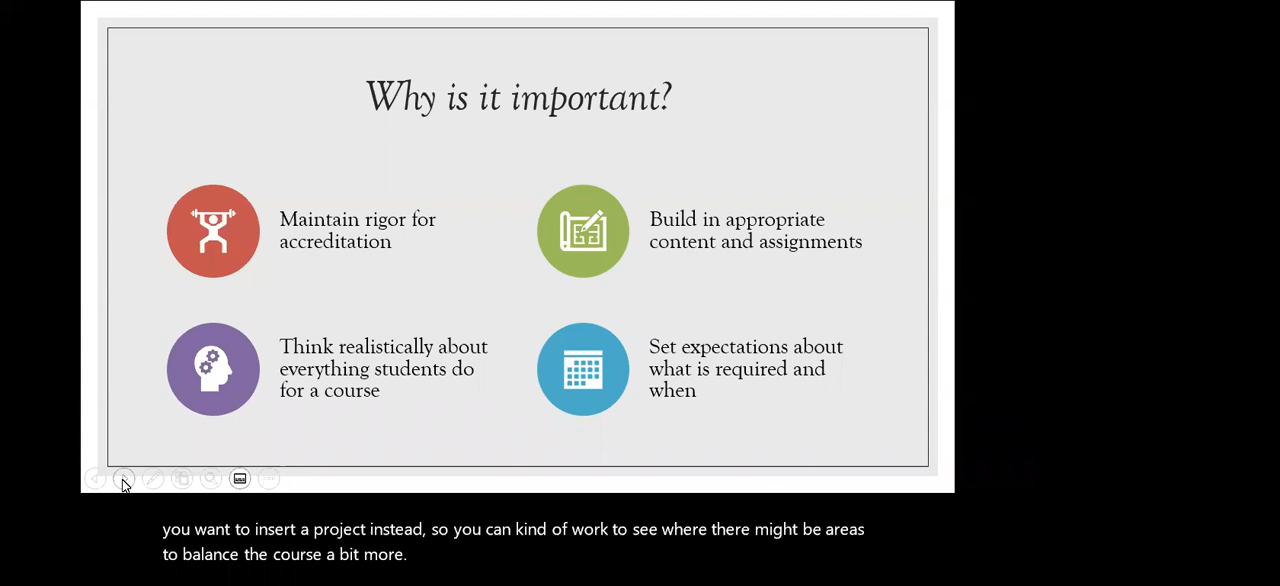 Why is it important?
Maintain rigor for
accreditation
Build in appropriate
content and assignments
Think realistically about
everything students do
for a course
Set expectations about
what is required and
when
you want to insert a project instead, so you can kind of work to see where there might be areas
to balance the course a bit more.